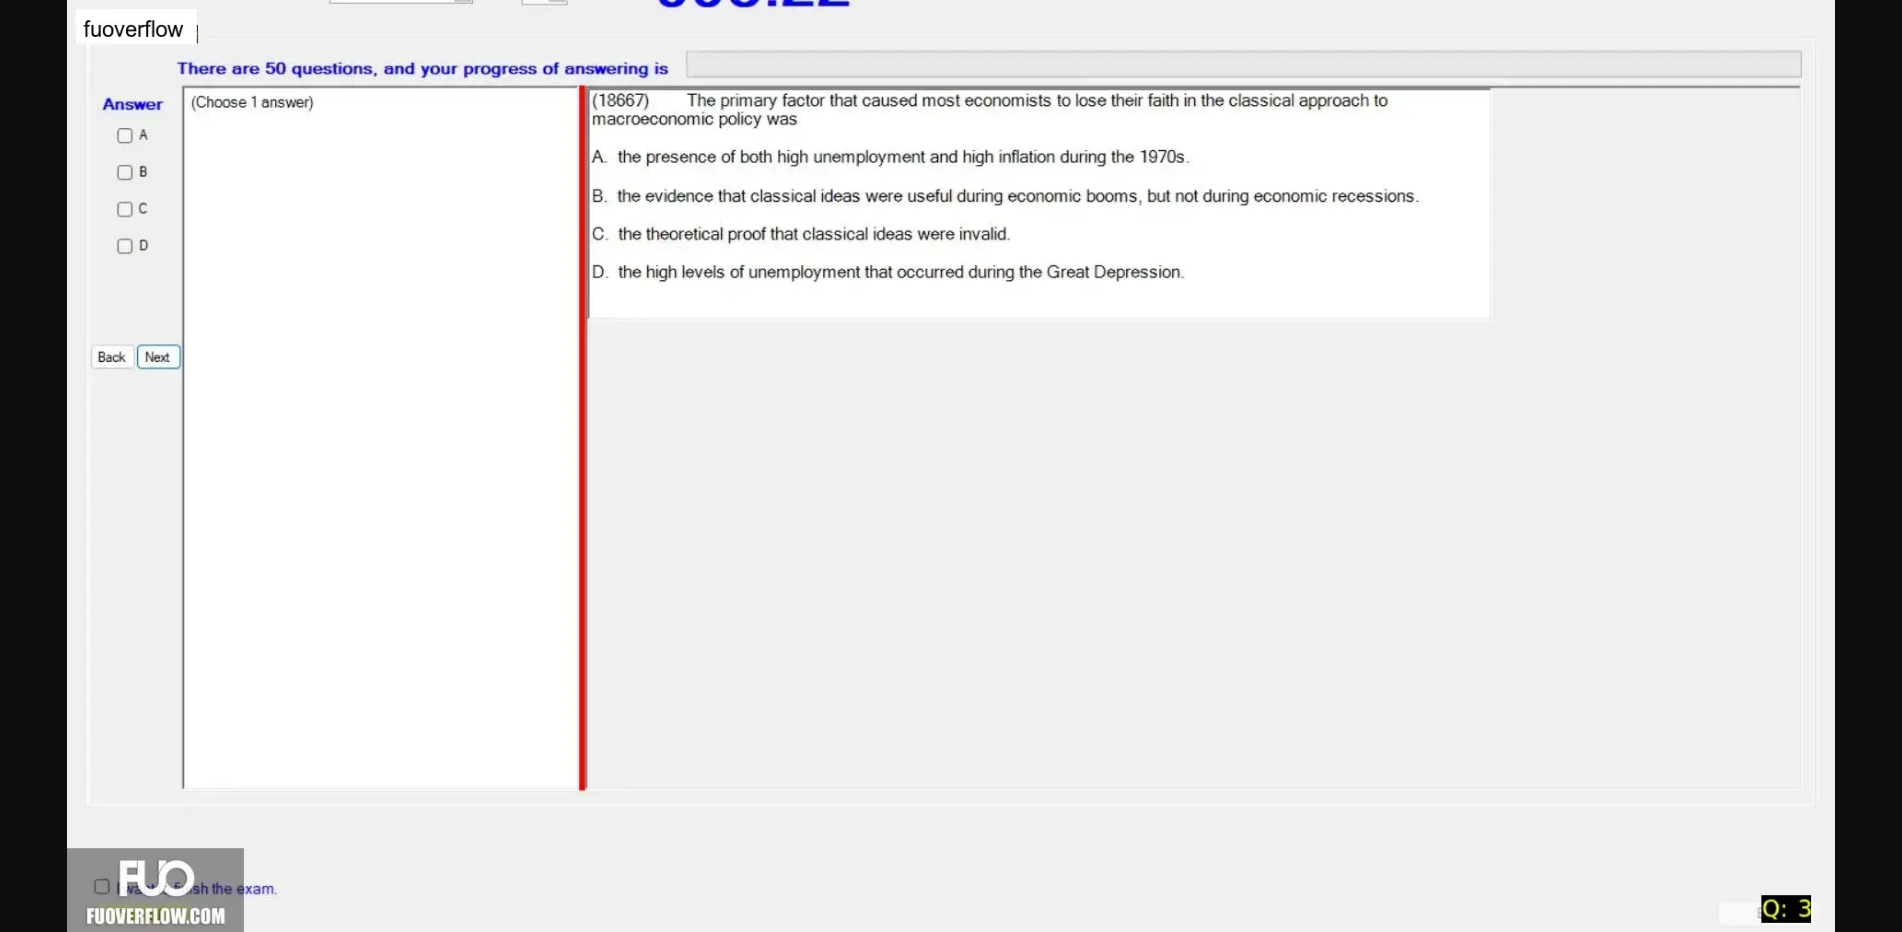 fuoverflow
There are 50 questions, and your progress of answering is
Answer
(Choose 1 answer)
A
B
C
D
Back
Next
(18667) The primary factor that caused most economists to lose their faith in the classical approach to
macroeconomic policy was
A. the presence of both high unemployment and high inflation during the 1970s.
B. the evidence that classical ideas were useful during economic booms, but not during economic recessions.
C. the theoretical proof that classical ideas were invalid.
D. the high levels of unemployment that occurred during the Great Depression.
FUO
the exam.
FUOVERFLOW.COM
Q: 3